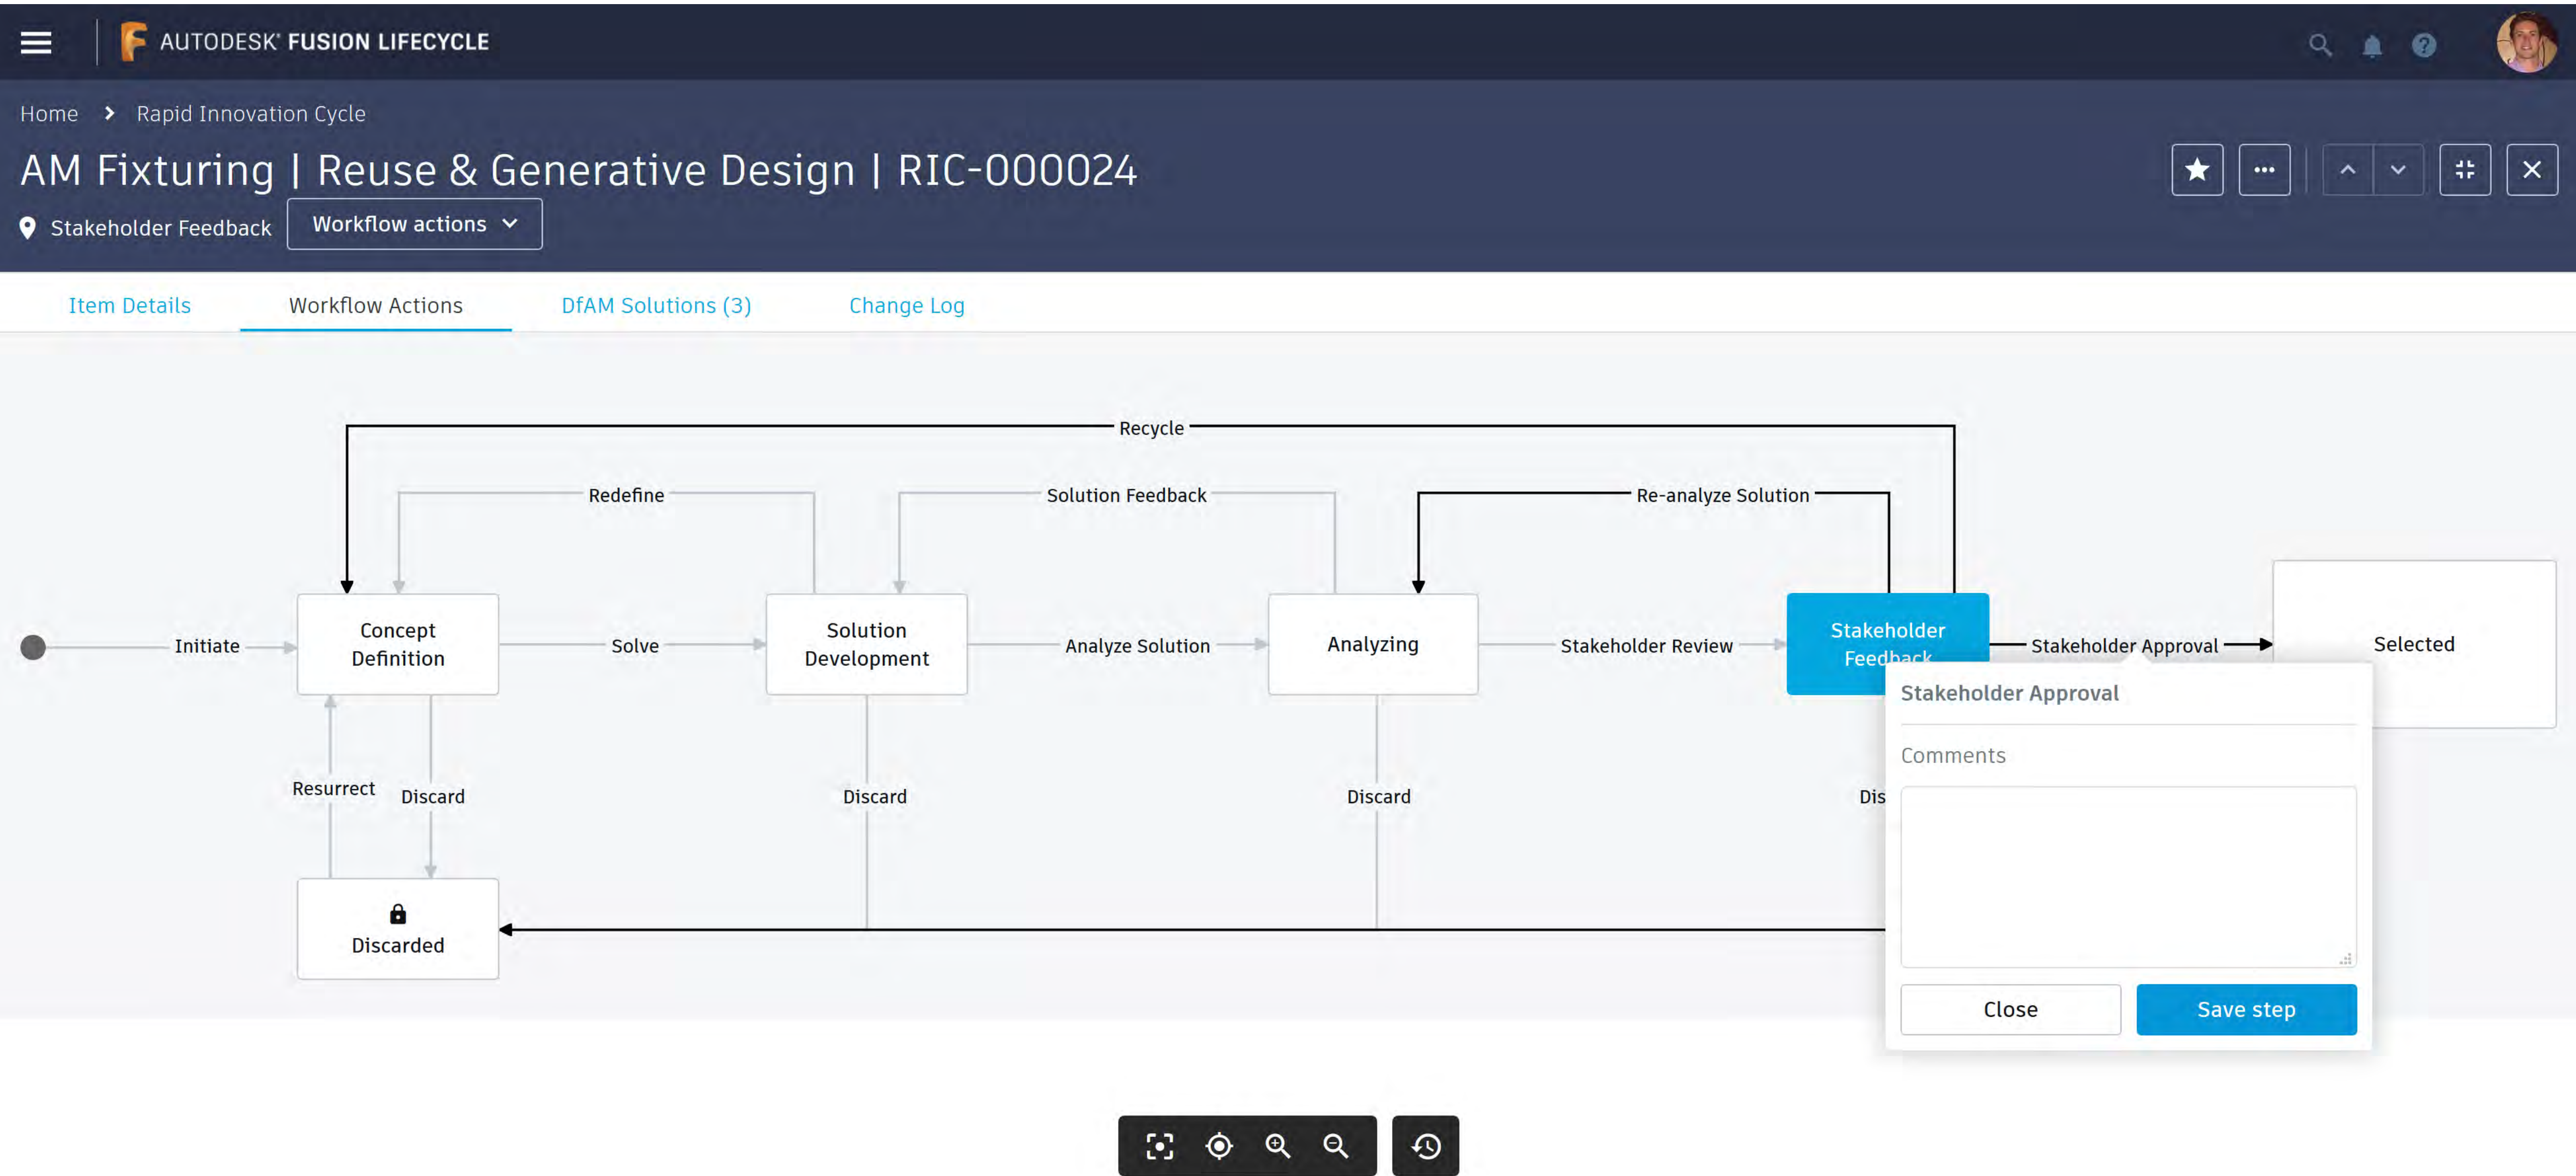 AUTODESK® FUSION LIFECYCLE
Home > Rapid Innovation Cycle
AM Fixturing | Reuse & Generative Design | RIC-000024
Stakeholder Feedback
Workflow actions
Item Details
Workflow Actions
DfAM Solutions (3)
Change Log
Recycle
Redefine
Solution Feedback
Re-analyze Solution
Initiate
Concept
Definition
Solve
Solution
Development
Analyze Solution
Analyzing
Stakeholder Review
Stakeholder
Feedback
Stakeholder Approval
Selected
Resurrect
Discard
Discard
Discard
Dis
Discarded
Stakeholder Approval
Comments
Close
Save step